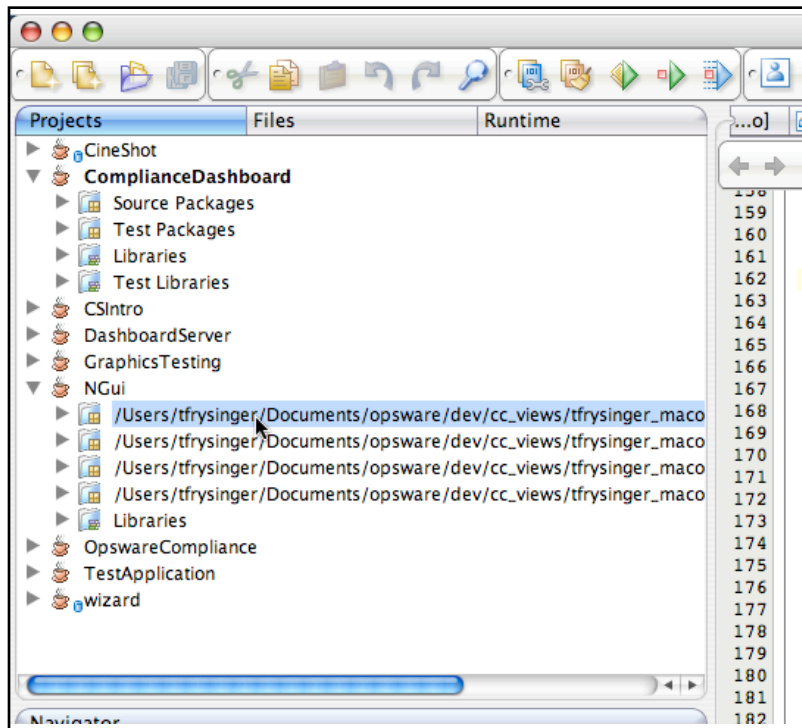 Projects Files Runtime
...o]
CineShot
ComplianceDashboard
Source Packages
Test Packages
Libraries
Test Libraries
CSIntro
DashboardServer
GraphicsTesting
NGui
/Users/tfrysinger/Documents/opsware/dev/cc_views/tfrysinger_maco
/Users/tfrysinger/Documents/opsware/dev/cc_views/tfrysinger_maco
/Users/tfrysinger/Documents/opsware/dev/cc_views/tfrysinger_maco
/Users/tfrysinger/Documents/opsware/dev/cc_views/tfrysinger_maco
Libraries
OpswareCompliance
TestApplication
wizard
Navigator
158
159
160
161
162
163
164
165
166
167
168
169
170
171
172
173
174
175
176
177
178
179
180
181
182